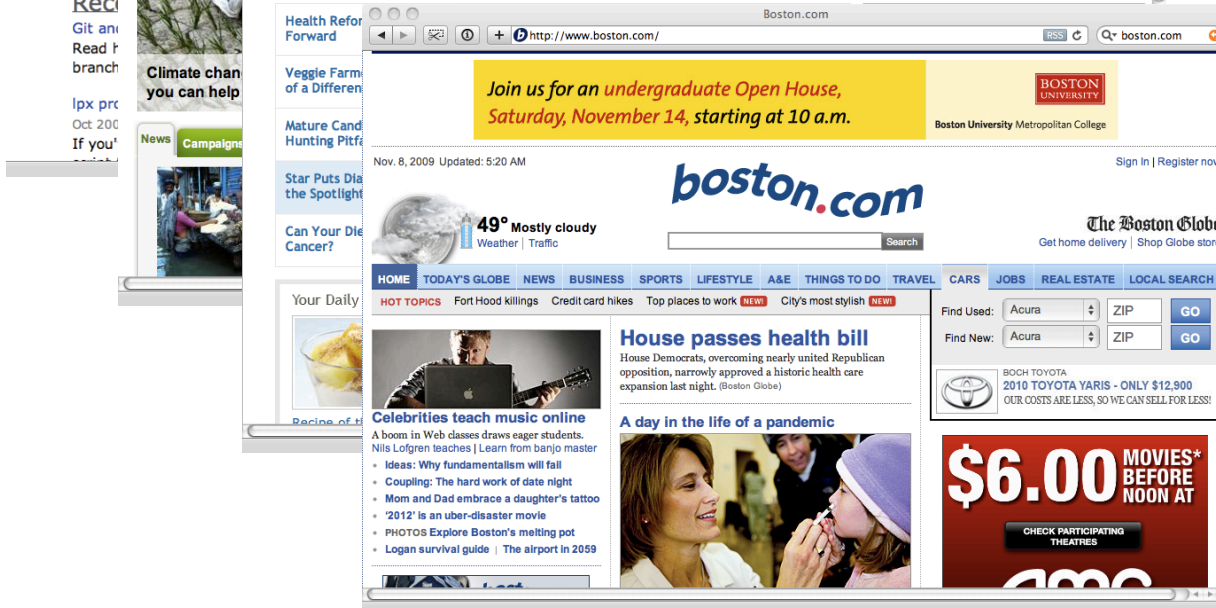 Rec
Git and
Read h
branch
lpx pro
Oct 200
If you'
Climate chan
you can help
News
Campaigns
Health Refor
Forward
Veggie Farm
of a Differen
Mature Cand
Hunting Pitfa
Star Puts Dia
the Spotlight
Can Your Die
Cancer?
Your Daily
Recipe of t
Boston.com
http://www.boston.com/
RSS
boston.com
Join us for an undergraduate Open House,
Saturday, November 14, starting at 10 a.m.
BOSTON
UNIVERSITY
Boston University Metropolitan College
Nov. 8, 2009 Updated: 5:20 AM
Sign In | Register now
boston.com
49° Mostly cloudy
Weather | Traffic
Search
The Boston Globe
Get home delivery | Shop Globe store
HOME TODAY'S GLOBE NEWS BUSINESS SPORTS LIFESTYLE A&E THINGS TO DO TRAVEL CARS JOBS REAL ESTATE LOCAL SEARCH
HOT TOPICS Fort Hood killings Credit card hikes Top places to work NEW! City's most stylish NEW!
Find Used: Acura ZIP GO
Find New: Acura ZIP GO
BOCH TOYOTA
2010 TOYOTA YARIS - ONLY $12,900
OUR COSTS ARE LESS, SO WE CAN SELL FOR LESS!
House passes health bill
House Democrats, overcoming nearly united Republican
opposition, narrowly approved a historic health care
expansion last night. (Boston Globe)
A day in the life of a pandemic
Celebrities teach music online
A boom in Web classes draws eager students.
Nils Lofgren teaches | Learn from banjo master
• Ideas: Why fundamentalism will fail
• Coupling: The hard work of date night
• Mom and Dad embrace a daughter's tattoo
• '2012' is an uber-disaster movie
• PHOTOS Explore Boston's melting pot
• Logan survival guide | The airport in 2059
$6.00 MOVIES*
BEFORE
NOON AT
CHECK PARTICIPATING
THEATRES
amc